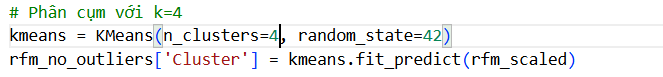 # Phân cụm với k=4
kmeans = KMeans(n_clusters=4, random_state=42)
rfm_no_outliers['Cluster'] = kmeans.fit_predict(rfm_scaled)